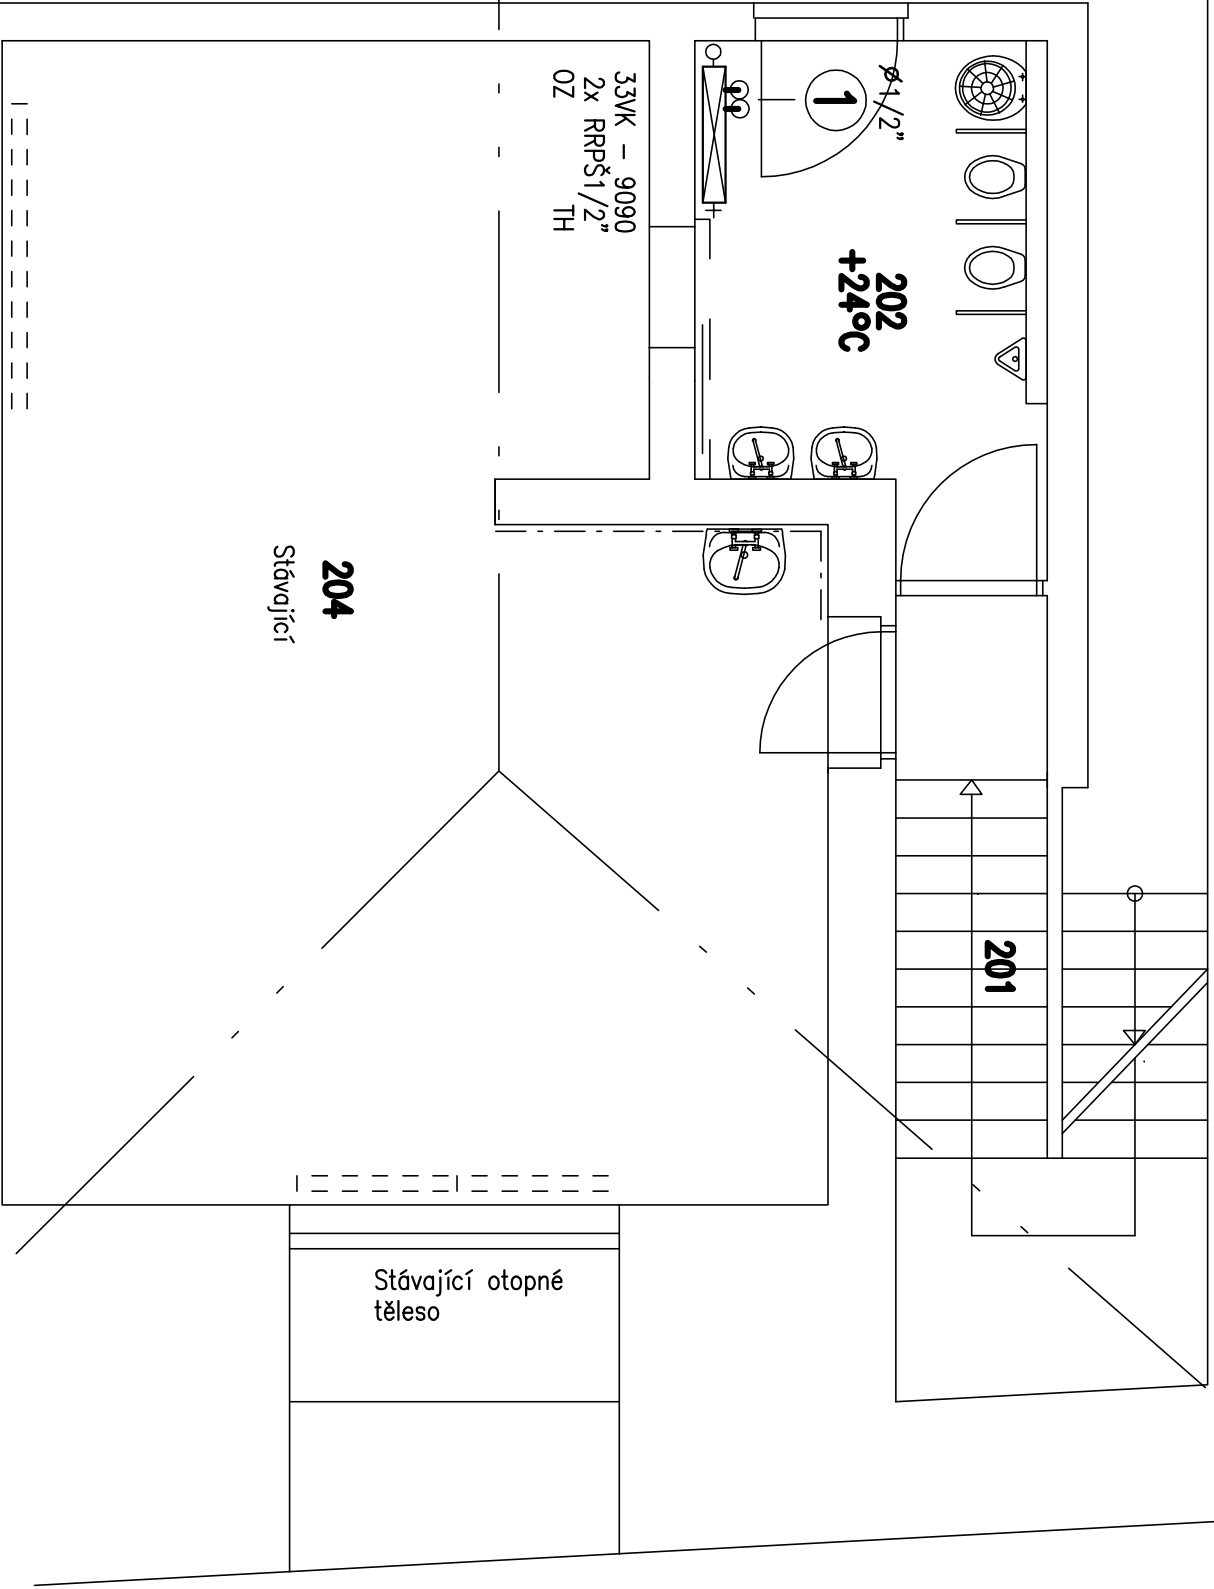 33VK - 9090
2x RRPŠ1/2"
OZ TH
1
ø1/2"
202
+24°C
204
Stávající
201
Stávající otopné
těleso